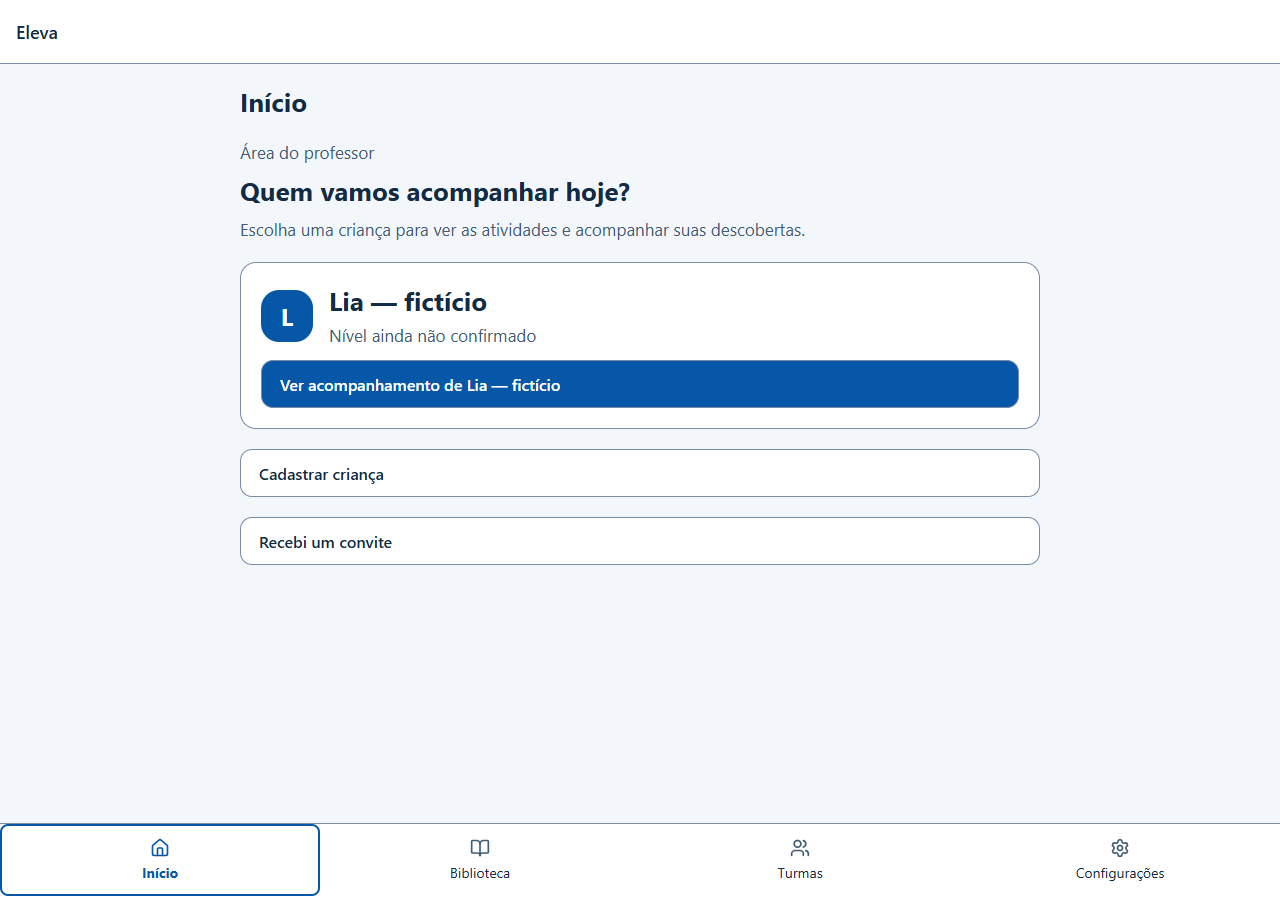 Eleva
Início
Área do professor
Quem vamos acompanhar hoje?
Escolha uma criança para ver as atividades e acompanhar suas descobertas.
L
Lia — fictício
Nível ainda não confirmado
Ver acompanhamento de Lia — fictício
Cadastrar criança
Recebi um convite
Início
Biblioteca
Turmas
Configurações